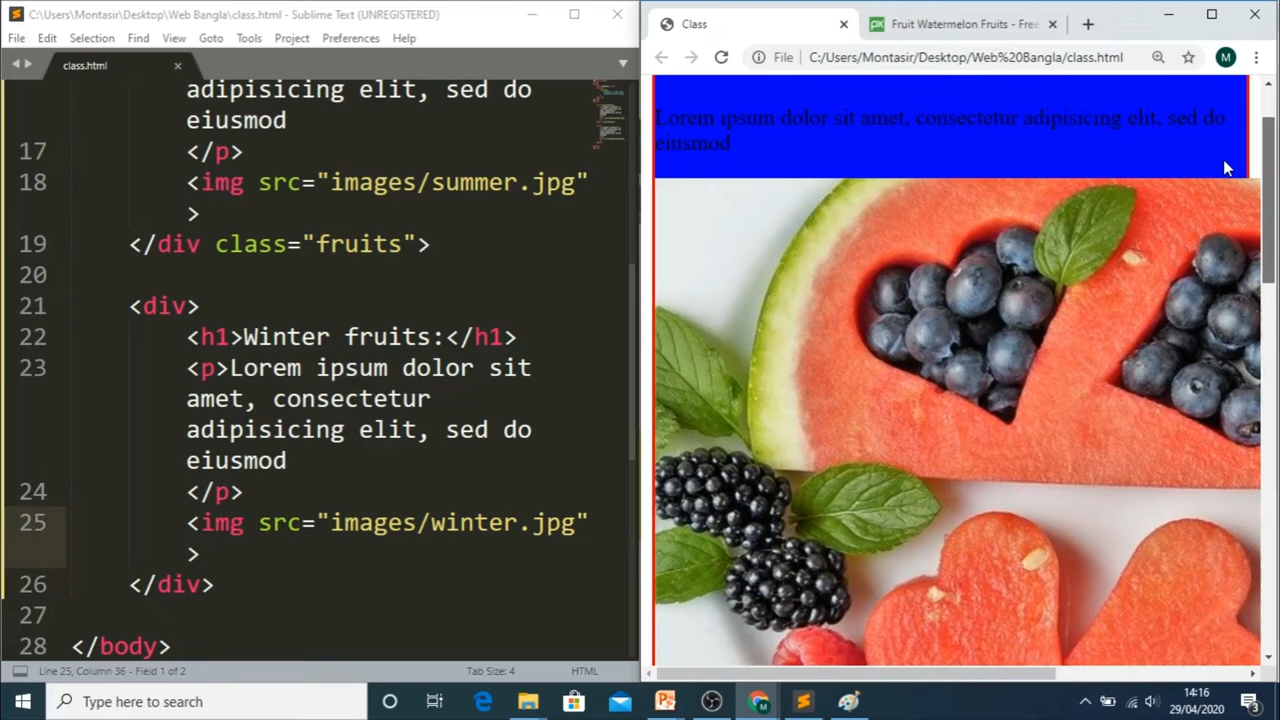 C:\Users\Montasir\Desktop\Web Bangla\class.html - Sublime Text (UNREGISTERED)
File Edit Selection Find View Goto Tools Project Preferences Help
class.html
adipisicing elit, sed do
eiusmod
17 </p>
18 <img src="images/summer.jpg"
>
19 </div class="fruits">
20
21 <div>
22 <h1>Winter fruits:</h1>
23 <p>Lorem ipsum dolor sit
amet, consectetur
adipisicing elit, sed do
eiusmod
24 </p>
25 <img src="images/winter.jpg"
>
26 </div>
27
28 </body>
Line 25, Column 36 - Field 1 of 2 Tab Size: 4 HTML
Class
Fruit Watermelon Fruits - Free
File C:/Users/Montasir/Desktop/Web%20Bangla/class.html M
Lorem ipsum dolor sit amet, consectetur adipisicing elit, sed do
eiusmod
Type here to search
14:16
29/04/2020
3